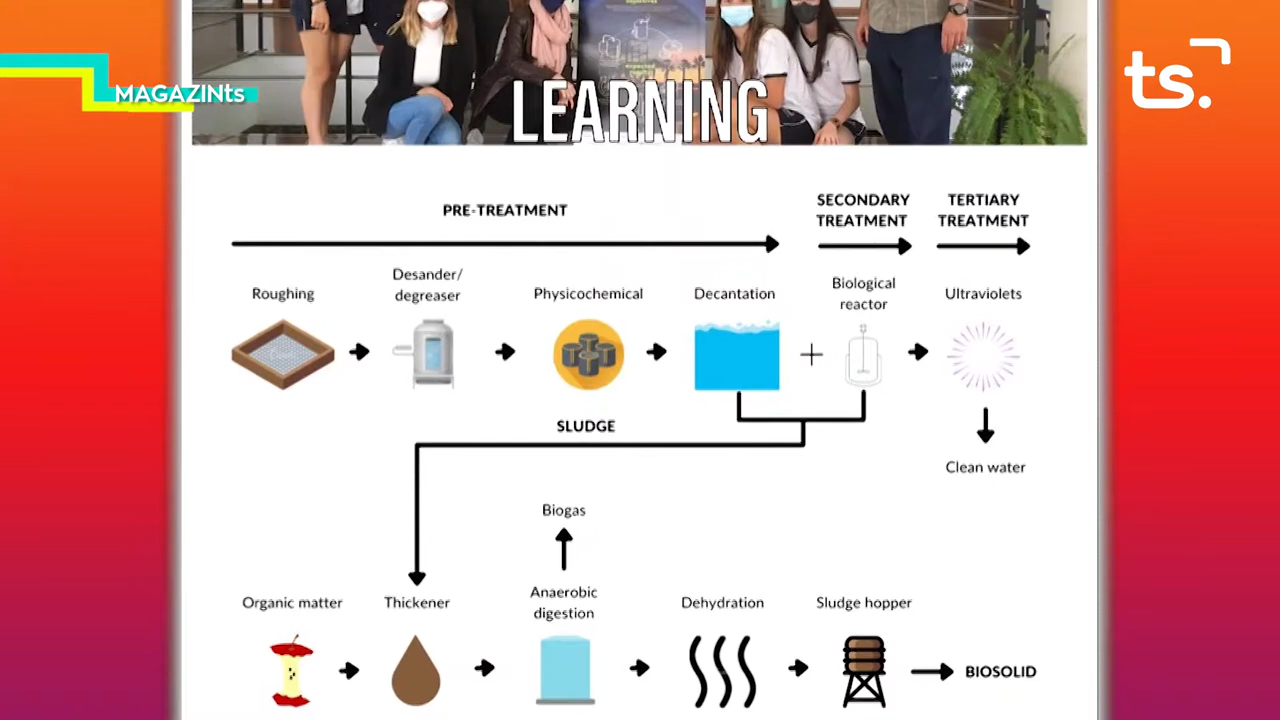 MAGAZINts
ts.
LEARNING
PRE-TREATMENT
SECONDARY
TREATMENT
TERTIARY
TREATMENT
Roughing
Desander/
degreaser
Physicochemical
Decantation
Biological
reactor
Ultraviolets
SLUDGE
Clean water
Biogas
Organic matter
Thickener
Anaerobic
digestion
Dehydration
Sludge hopper
BIOSOLID